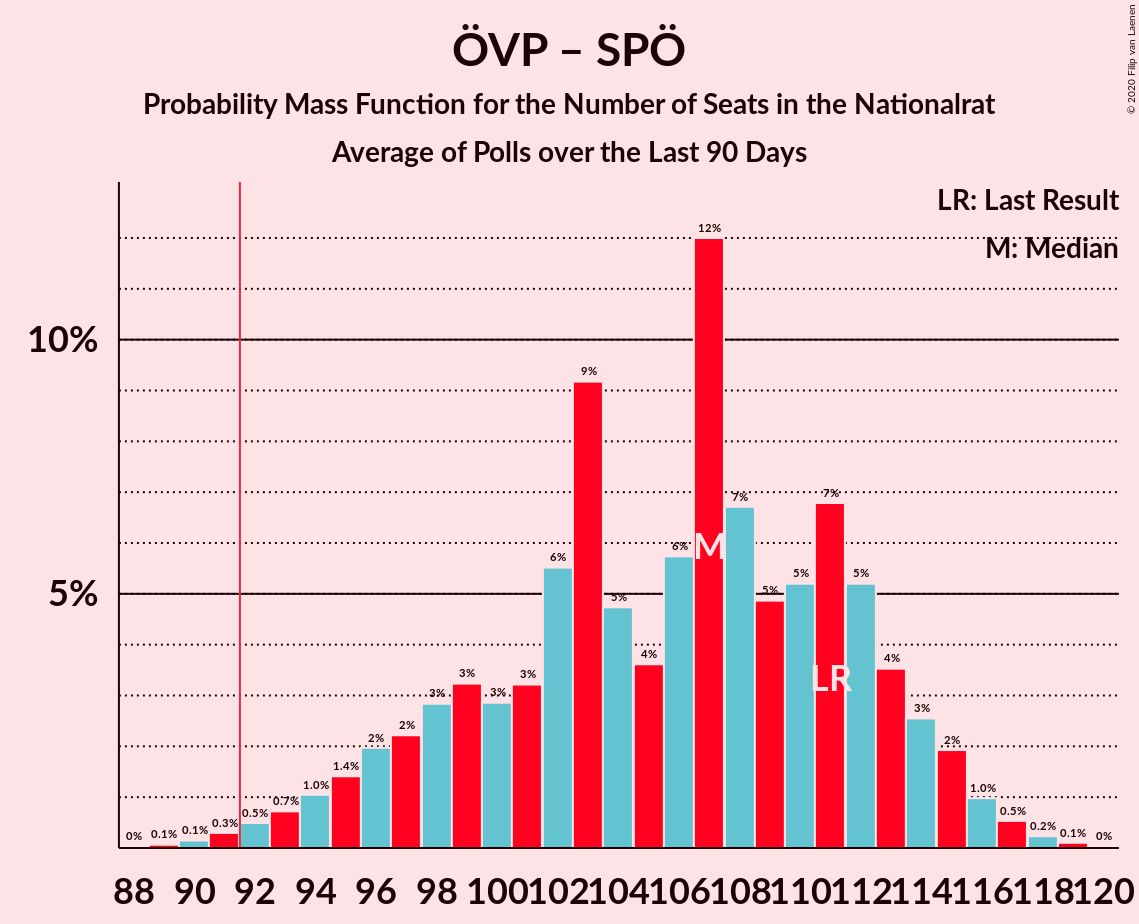 ÖVP – SPÖ
Probability Mass Function for the Number of Seats in the Nationalrat
Average of Polls over the Last 90 Days
© 2020 Filip van Laenen
LR: Last Result
M: Median
10%
5%
0% 0.1% 0.1% 0.3% 0.5% 0.7% 1.0% 1.4% 2% 2% 3% 3% 3% 3% 6% 9% 5% 4% 6% 12% 7% 5% 5% 7% 5% 4% 3% 2% 1.0% 0.5% 0.2% 0.1% 0%
M
LR
88 90 92 94 96 98 100 102 104 106 108 110 112 114 116 118 120